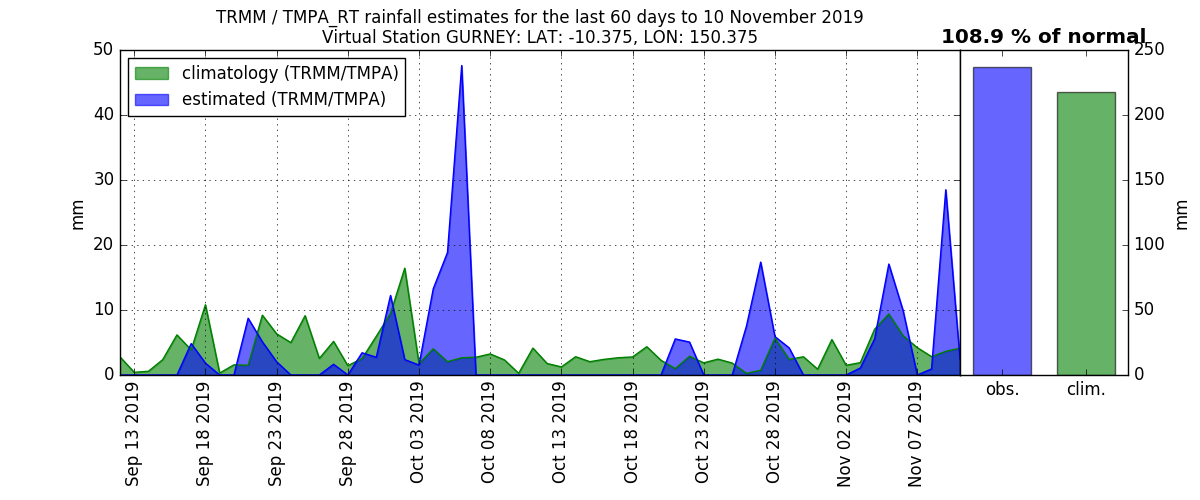 TRMM / TMPA_RT rainfall estimates for the last 60 days to 10 November 2019
Virtual Station GURNEY: LAT: -10.375, LON: 150.375
108.9 % of normal
climatology (TRMM/TMPA)
estimated (TRMM/TMPA)
50
40
30
20
10
0
mm
250
200
150
100
50
0
mm
obs.
clim.
Sep 13 2019
Sep 18 2019
Sep 23 2019
Sep 28 2019
Oct 03 2019
Oct 08 2019
Oct 13 2019
Oct 18 2019
Oct 23 2019
Oct 28 2019
Nov 02 2019
Nov 07 2019